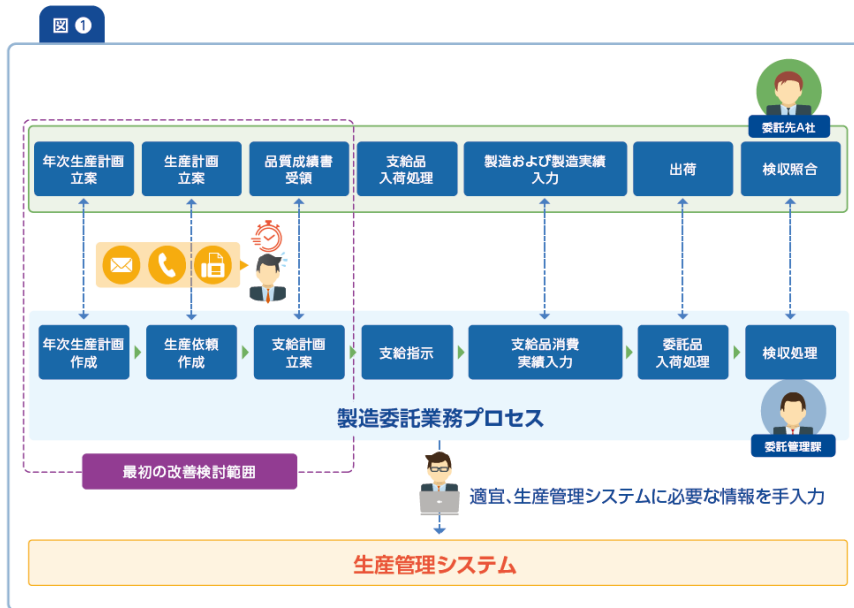 図❶
委託先A社
年次生産計画
立案
生産計画
立案
品質成績書
受領
支給品
入荷処理
製造および製造実績
入力
出荷
検収照合
年次生産計画
作成
生産依頼
作成
支給計画
立案
支給指示
支給品消費
実績入力
委託品
入荷処理
検収処理
製造委託業務プロセス
委託管理課
最初の改善検討範囲
適宜、生産管理システムに必要な情報を手入力
生産管理システム